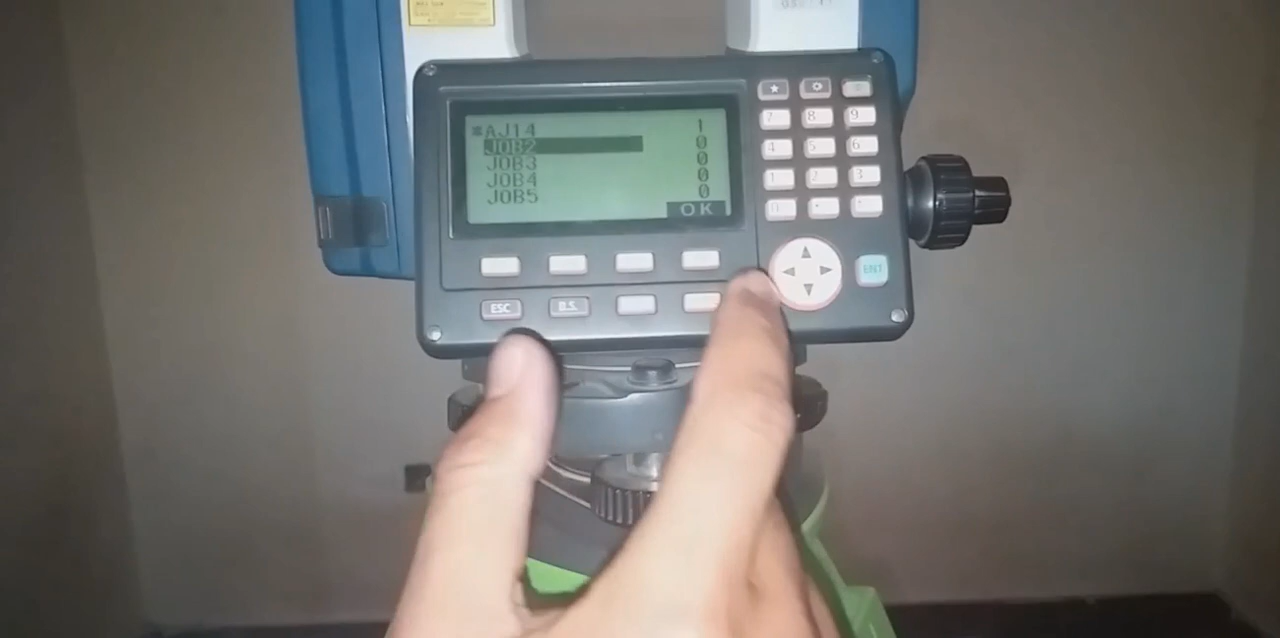 *AJ14 1
JOB2 0
JOB3 0
JOB4 0
JOB5 0
OK
7 8 9
4 5 6
1 2 3
0 . 
ESC B.S. ENT